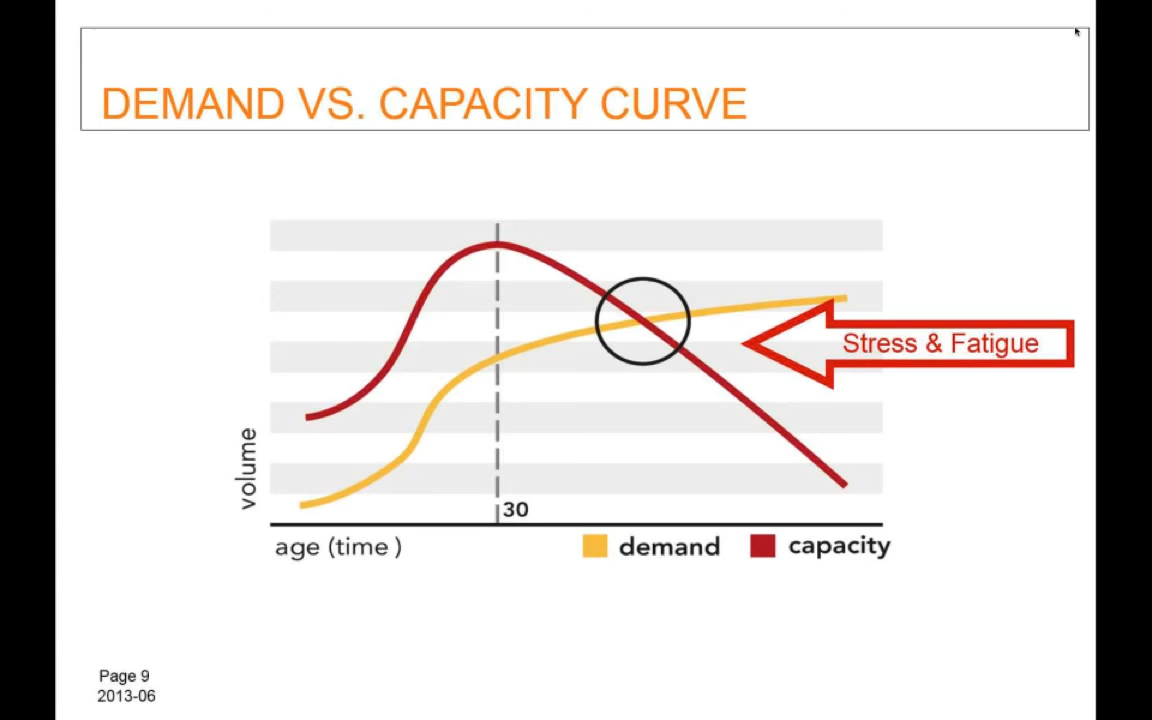 DEMAND VS. CAPACITY CURVE
Stress & Fatigue
volume
30
age (time )
demand
capacity
Page 9
2013-06